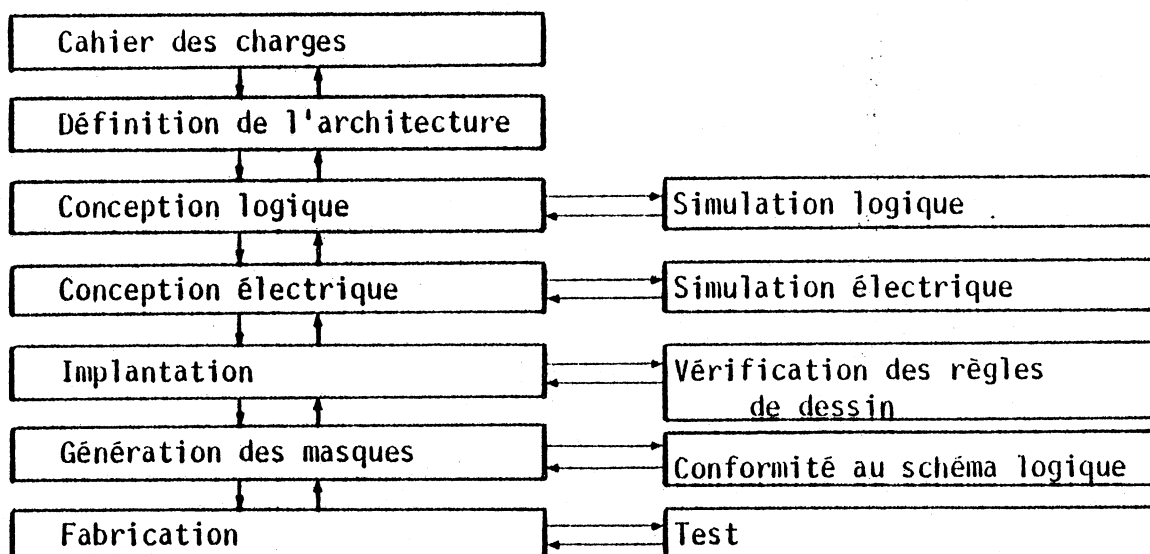 Cahier des charges
Définition de l'architecture
Conception logique
Simulation logique
Conception électrique
Simulation électrique
Implantation
Vérification des règles
de dessin
Génération des masques
Conformité au schéma logique
Fabrication
Test